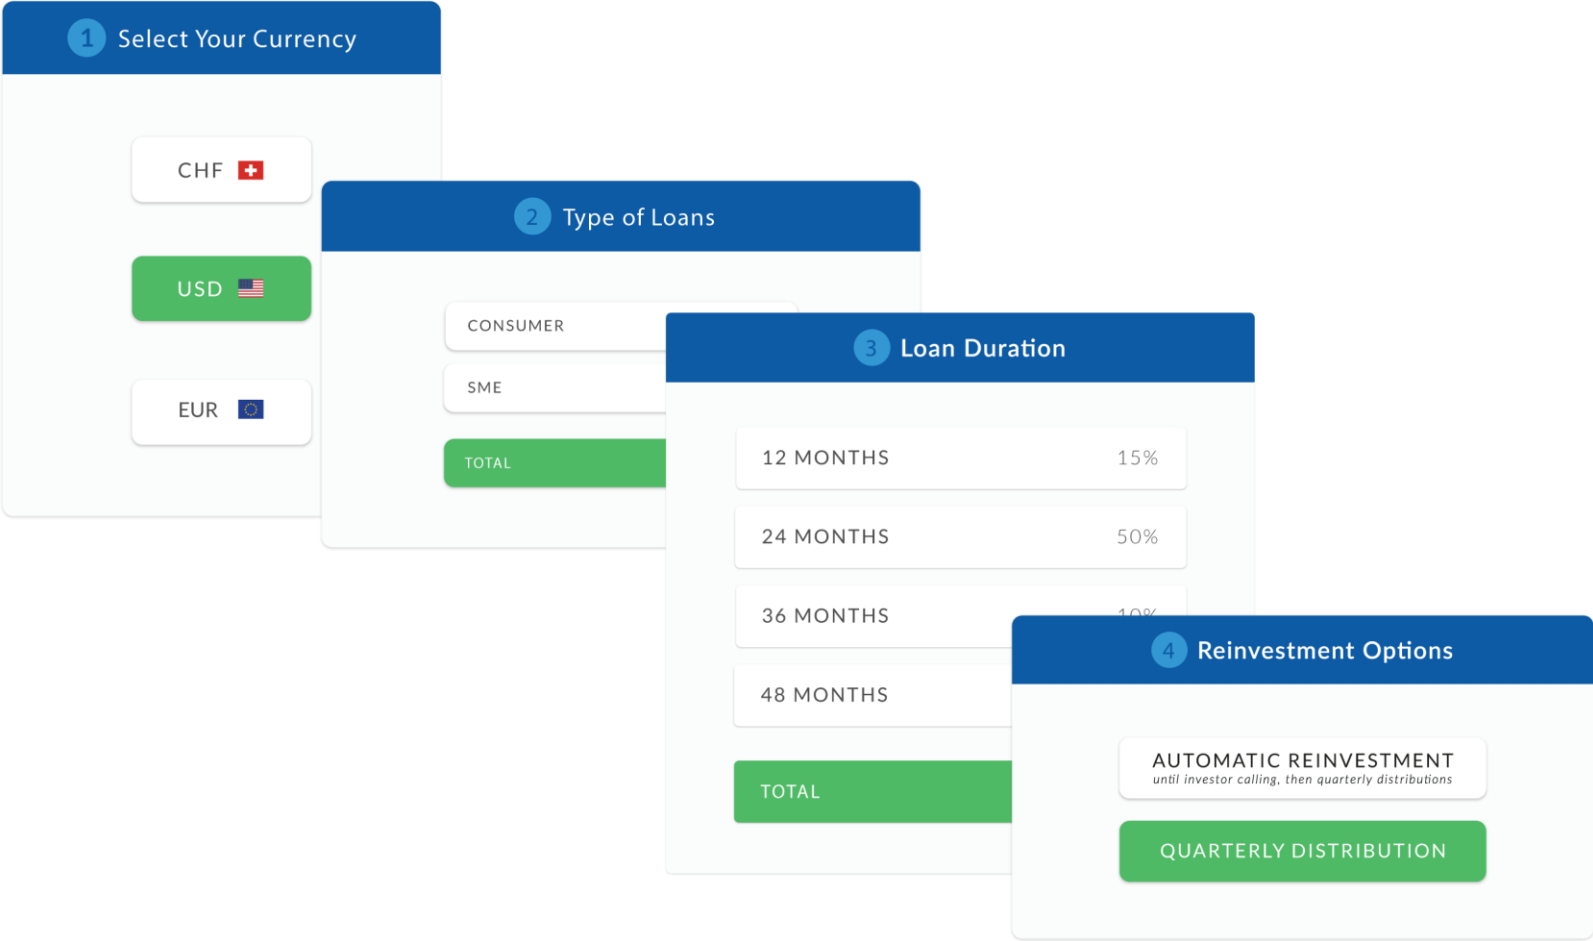 1 Select Your Currency
CHF
USD
EUR
2 Type of Loans
CONSUMER
SME
TOTAL
3 Loan Duration
12 MONTHS 15%
24 MONTHS 50%
36 MONTHS 10%
48 MONTHS
TOTAL
4 Reinvestment Options
AUTOMATIC REINVESTMENT
until investor calling, then quarterly distributions
QUARTERLY DISTRIBUTION